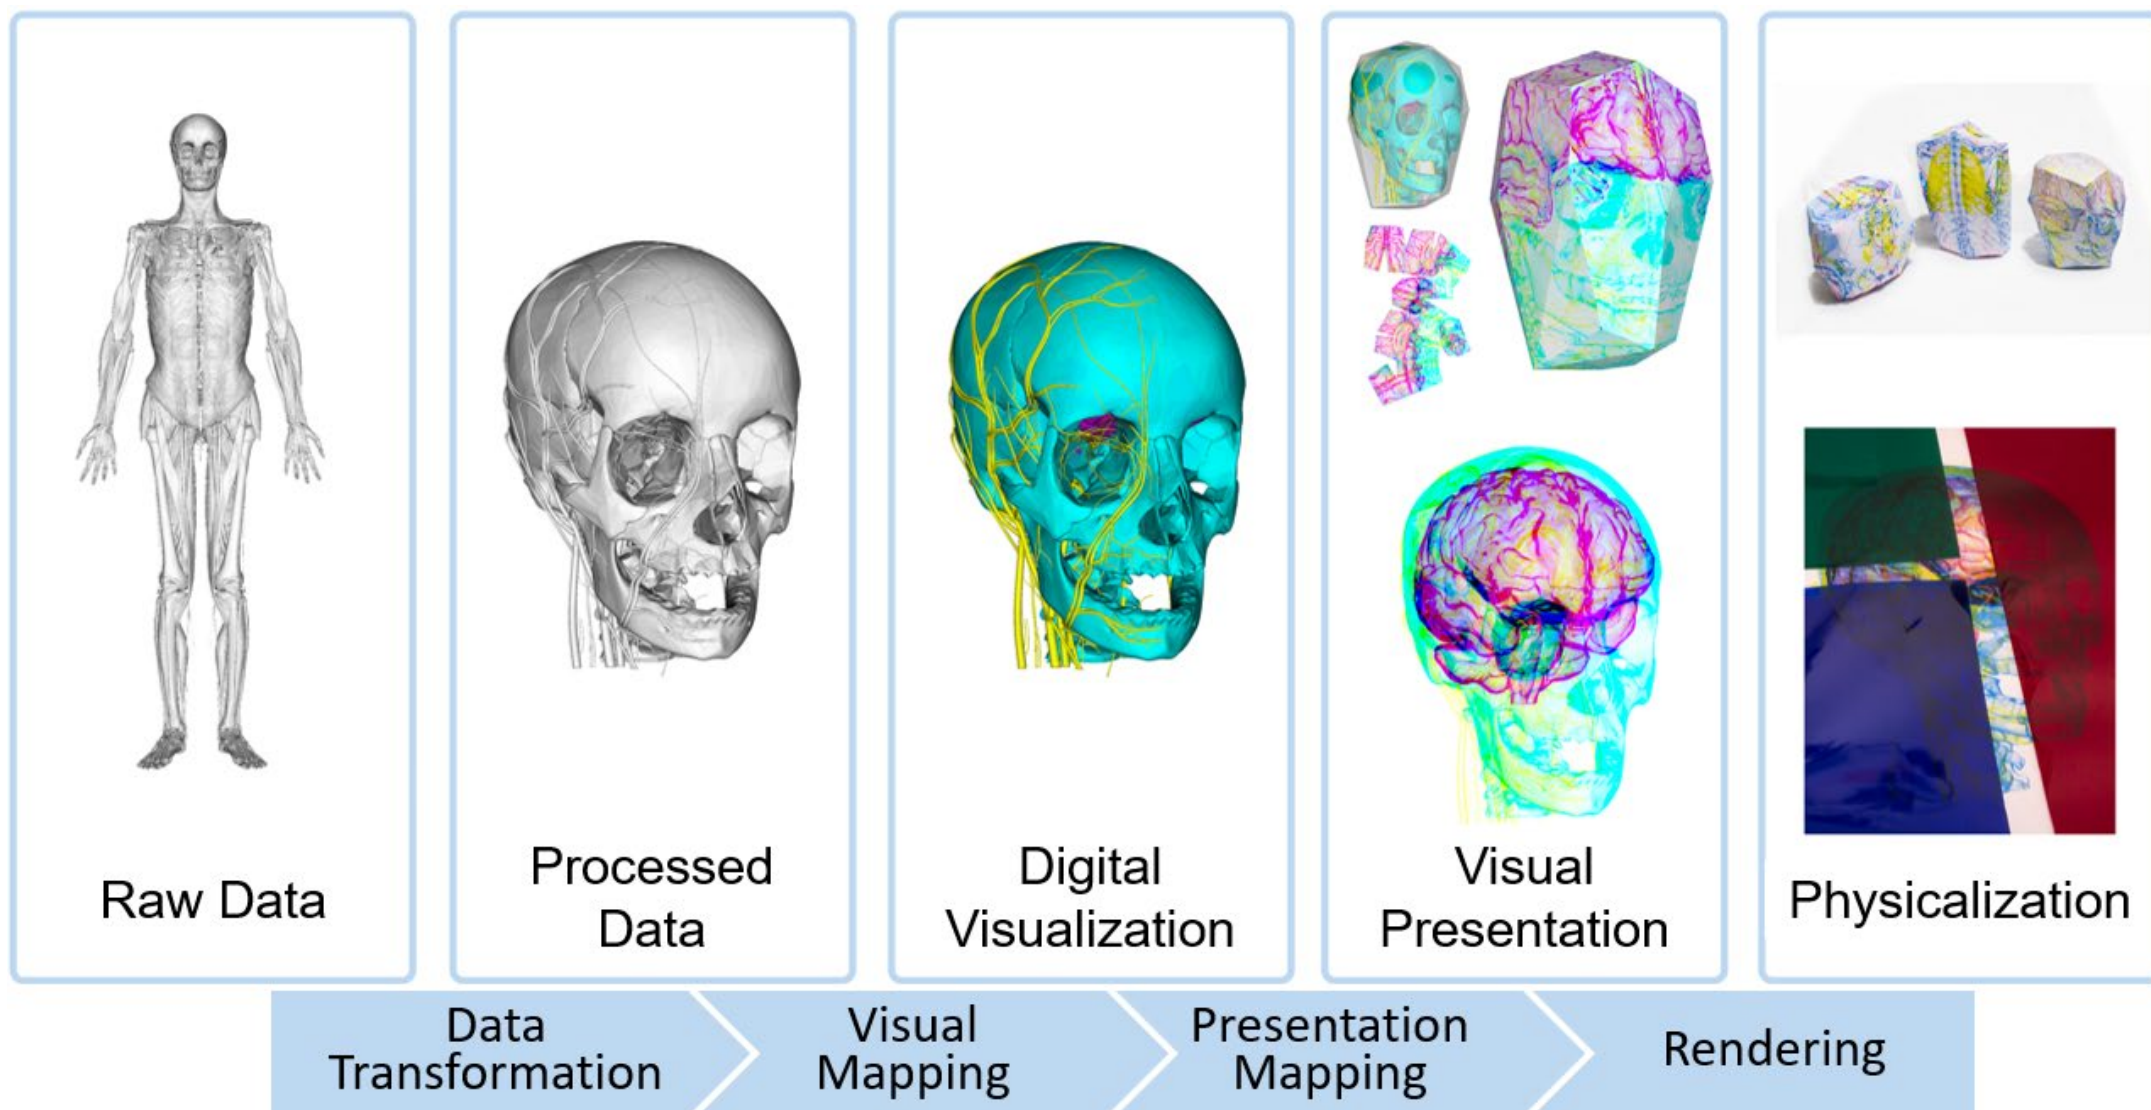 Raw Data
Processed
Data
Digital
Visualization
Visual
Presentation
Physicalization
Data
Transformation
Visual
Mapping
Presentation
Mapping
Rendering